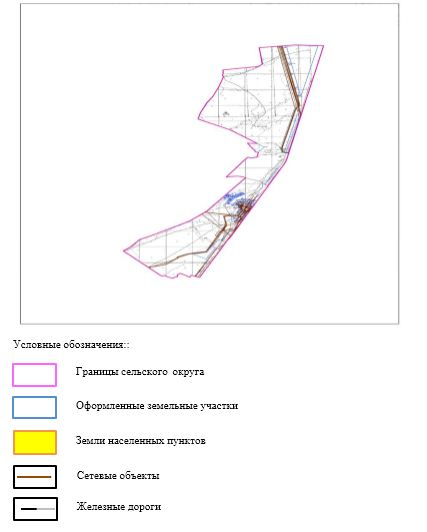 Условные обозначения::
Границы сельского округа
Оформленные земельные участки
Земли населенных пунктов
Сетевые объекты
Железные дороги